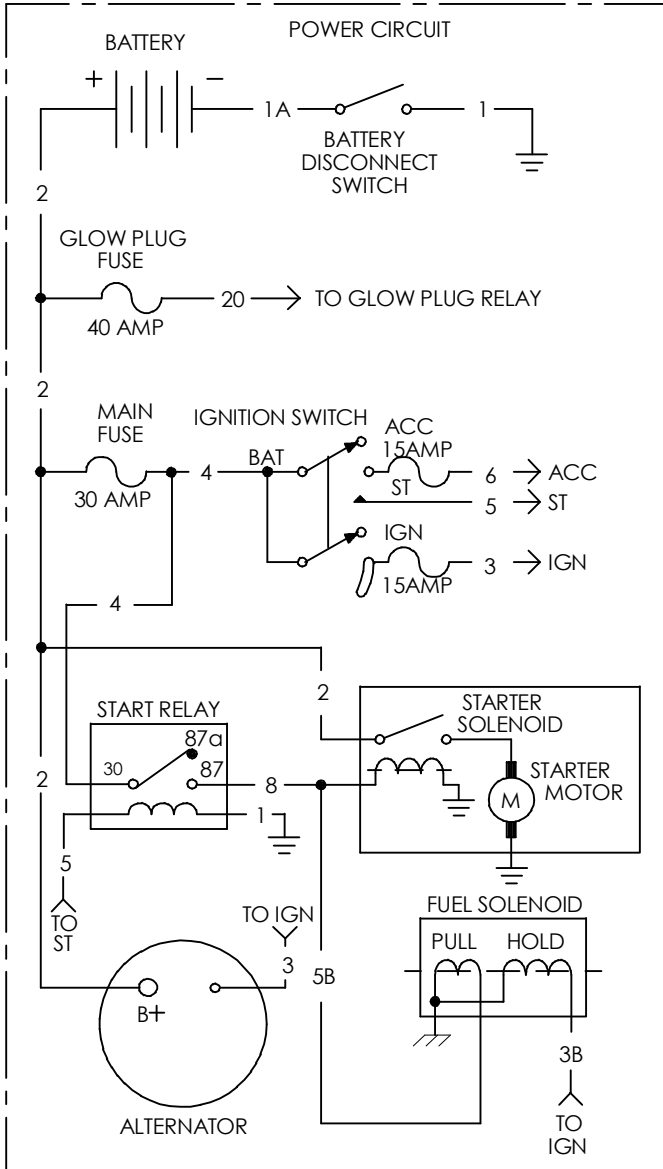 POWER CIRCUIT
BATTERY
+ −
1A
1
BATTERY
DISCONNECT
SWITCH
2
GLOW PLUG
FUSE
20
TO GLOW PLUG RELAY
40 AMP
2
MAIN
FUSE
IGNITION SWITCH
ACC
15AMP
BAT
4
6
ACC
30 AMP
ST
5
ST
IGN
3
IGN
15AMP
4
2
STARTER
SOLENOID
START RELAY
87a
30
87
8
STARTER
MOTOR
M
2
1
5
TO
ST
TO IGN
3
5B
FUEL SOLENOID
PULL
HOLD
B+
3B
TO
IGN
ALTERNATOR